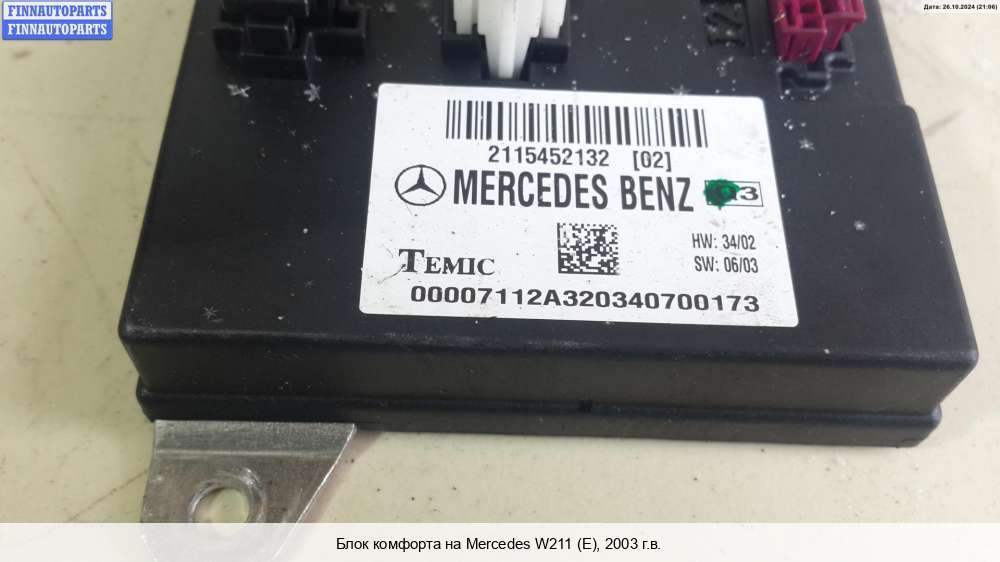 FINNAUTOPARTS
FINNAUTOPARTS
Дата: 26.10.2024 (21:06)
2115452132 [02]
MERCEDES BENZ
HW: 34/02
SW: 06/03
TEMIC
00007112A320340700173
Блок комфорта на Mercedes W211 (E), 2003 г.в.